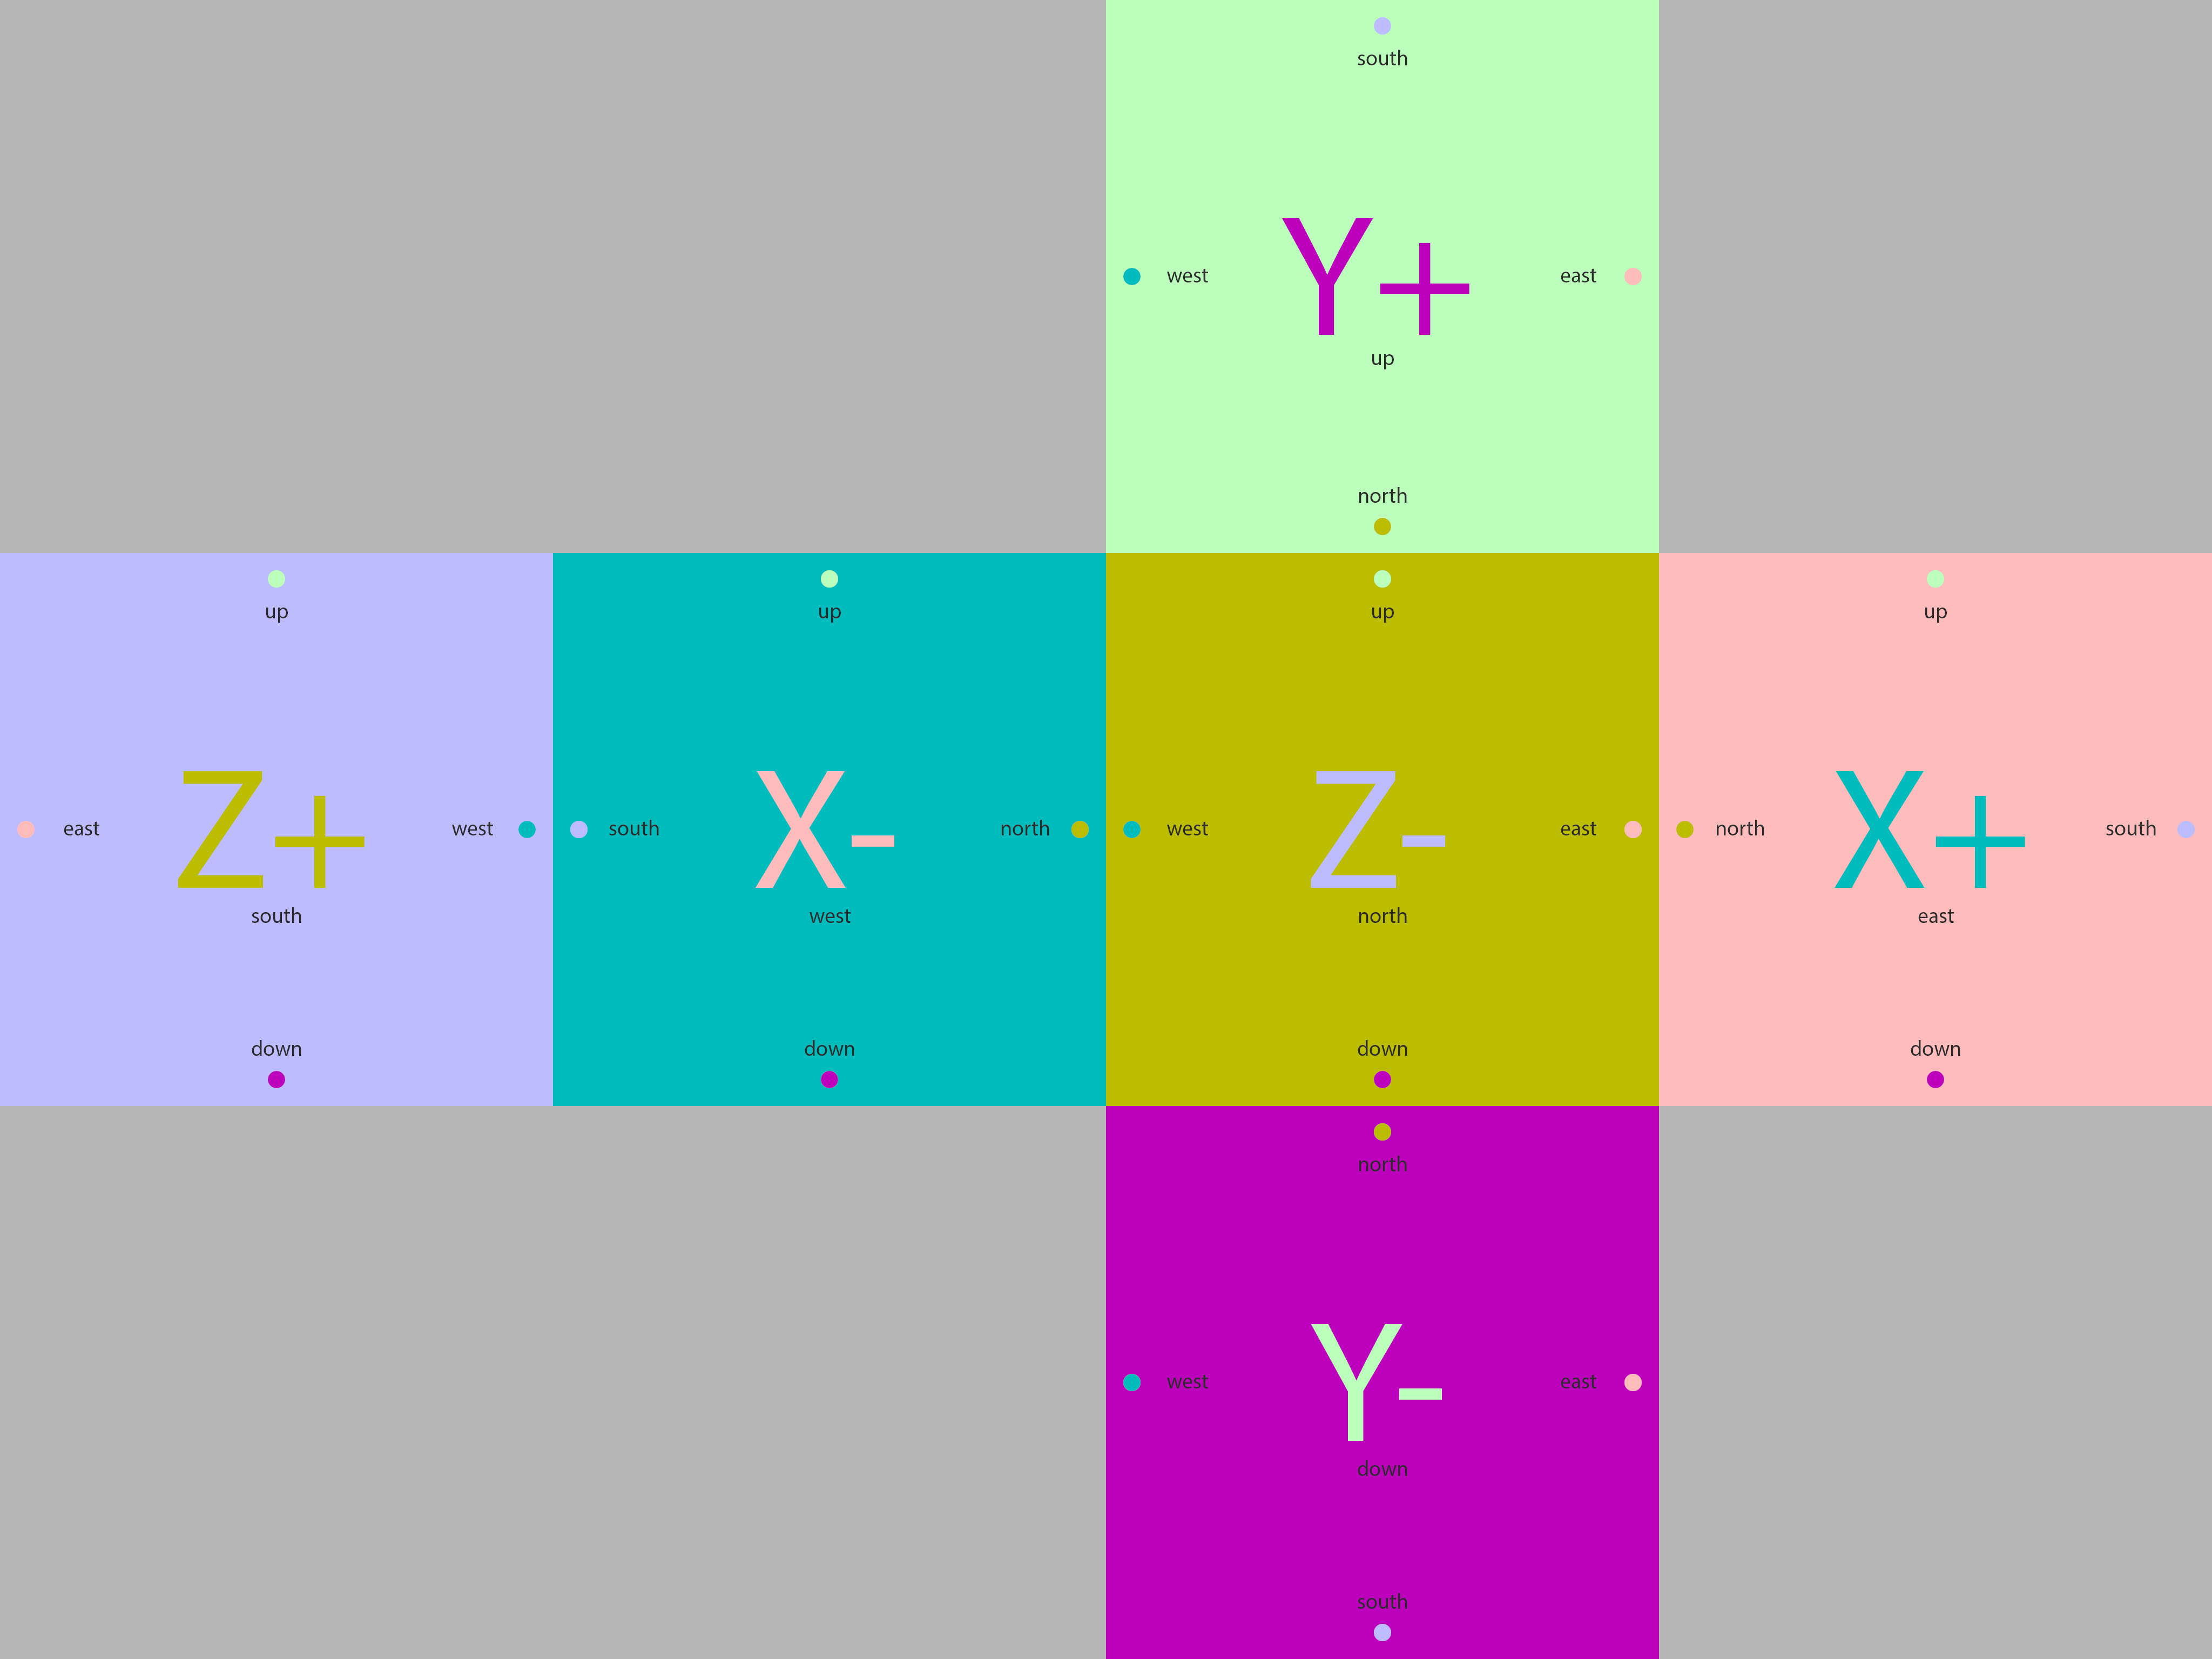 south
west Y+ east
up
north
up
east Z+ west
south
down
up
south X- north
west
down
up
west Z- east
north
down
up
north X+ south
east
down
north
west Y- east
down
south